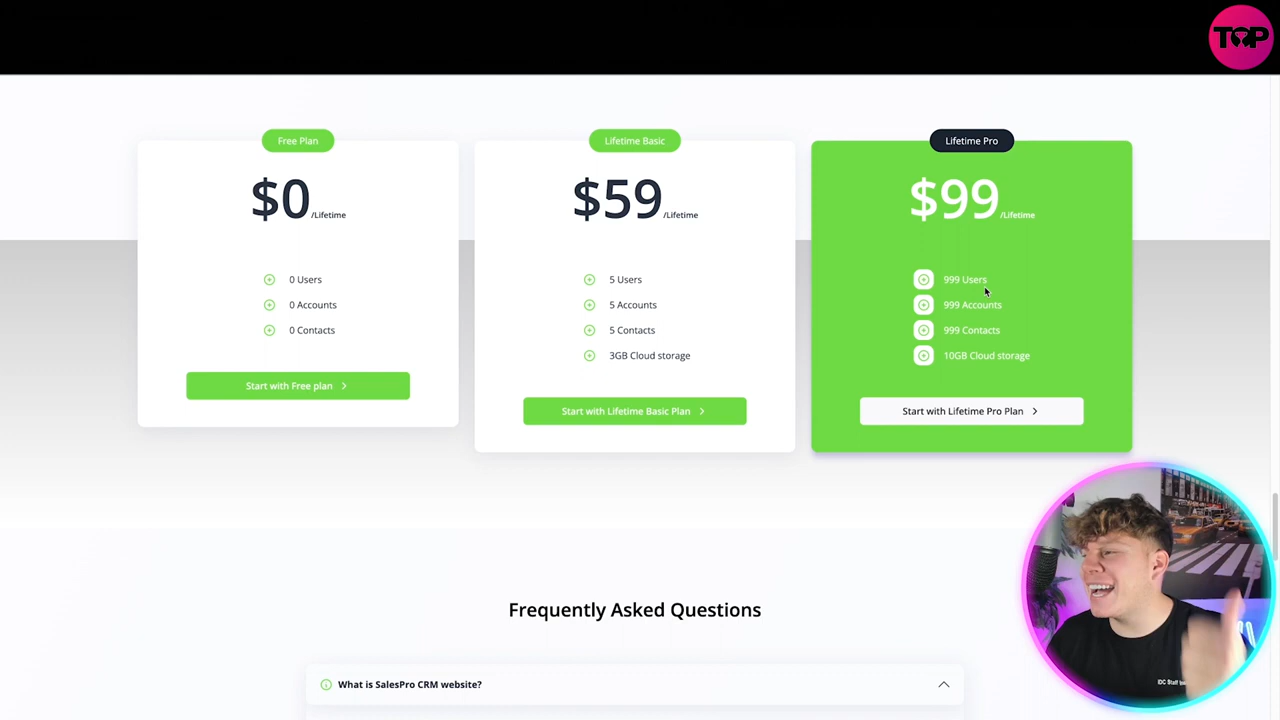 TOP
Free Plan
$0 /Lifetime
0 Users
0 Accounts
0 Contacts
Start with Free plan
Lifetime Basic
$59 /Lifetime
5 Users
5 Accounts
5 Contacts
3GB Cloud storage
Start with Lifetime Basic Plan
Lifetime Pro
$99 /Lifetime
999 Users
999 Accounts
999 Contacts
10GB Cloud storage
Start with Lifetime Pro Plan
Frequently Asked Questions
What is SalesPro CRM website?
IDC Staff